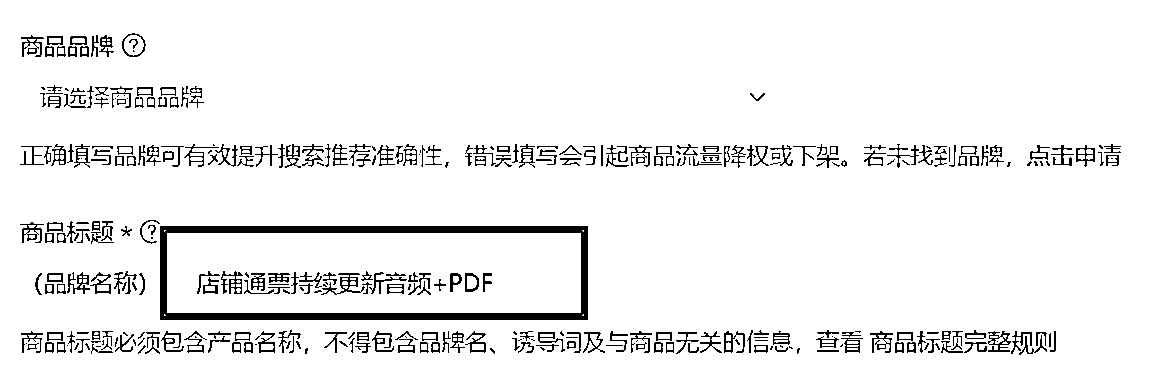 商品品牌 ?
请选择商品品牌
正确填写品牌可有效提升搜索推荐准确性，错误填写会引起商品流量降权或下架。若未找到品牌，点击申请
商品标题 * ?
（品牌名称） 店铺通票持续更新音频+PDF
商品标题必须包含产品名称，不得包含品牌名、诱导词及与商品无关的信息，查看 商品标题完整规则